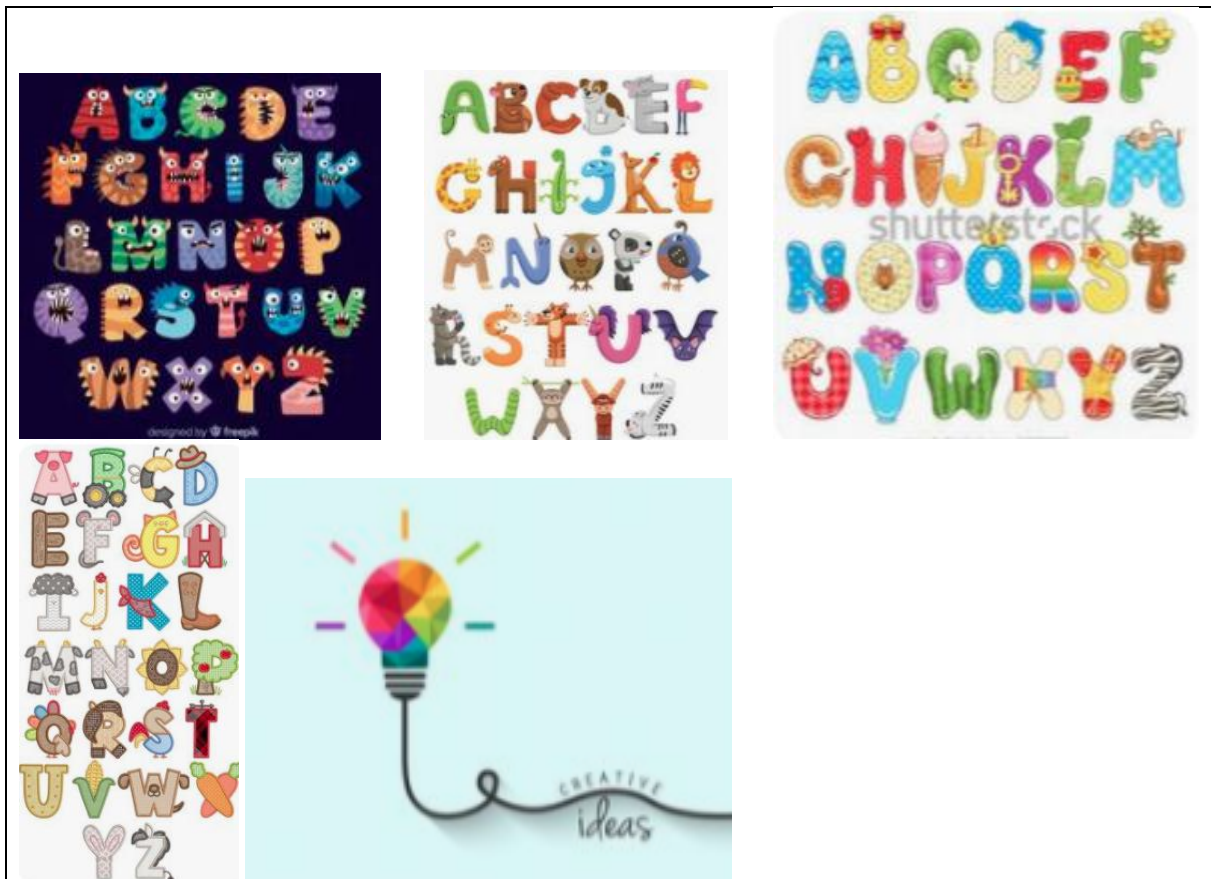 ABCDE
FGHIJK
LMNOP
QRSTUV
WXYZ
designed by freepik
ABCDEF
GHIJKL
MNOPQ
RSTUV
WXYZ
ABCDEF
GHIJKLM
shutterstock
NOPQRST
UVWXYZ
ABCD
EFGH
IJKL
MNOP
QRST
UVWX
YZ
CREATIVE
ideas